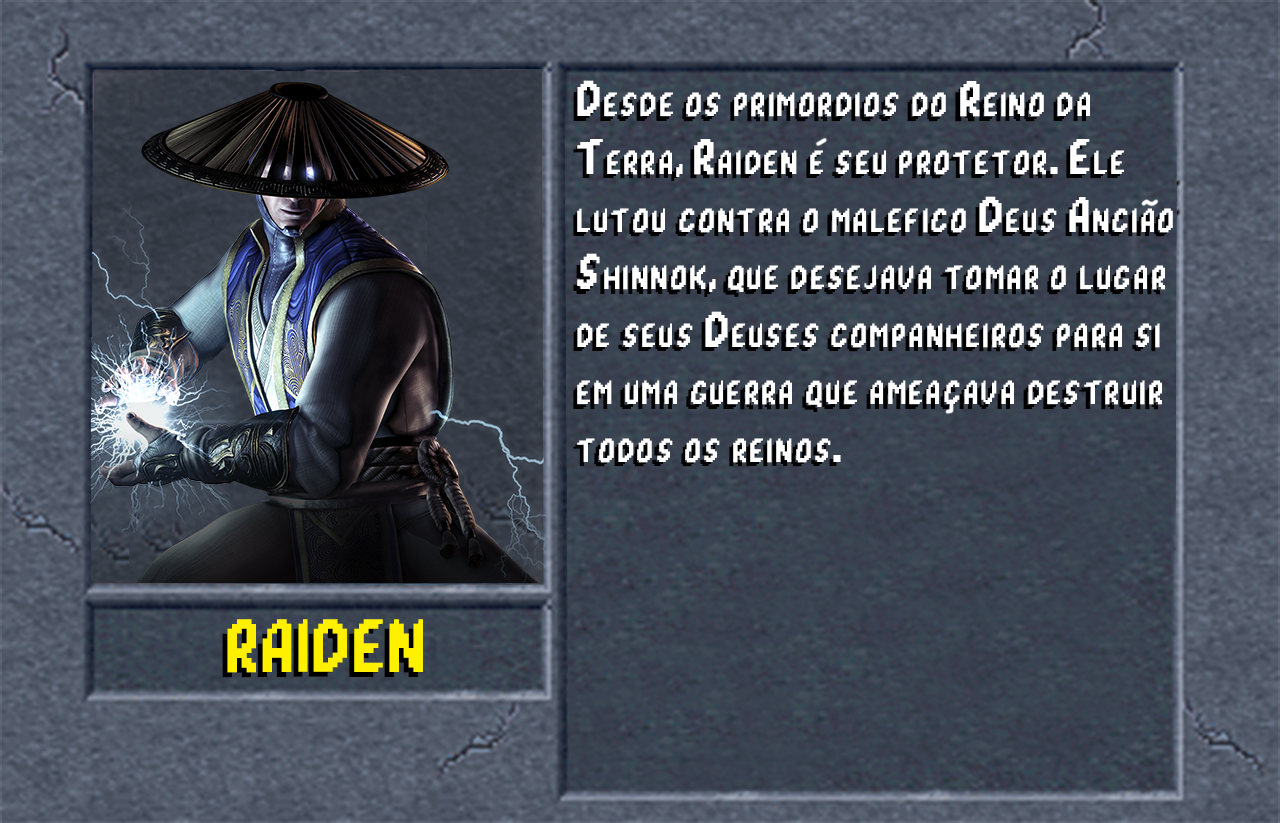 Desde os primordios do Reino da
Terra, Raiden é seu protetor. Ele
lutou contra o malefico Deus Ancião
Shinnok, que desejava tomar o lugar
de seus Deuses companheiros para si
em uma guerra que ameaçava destruir
todos os reinos.
RAIDEN